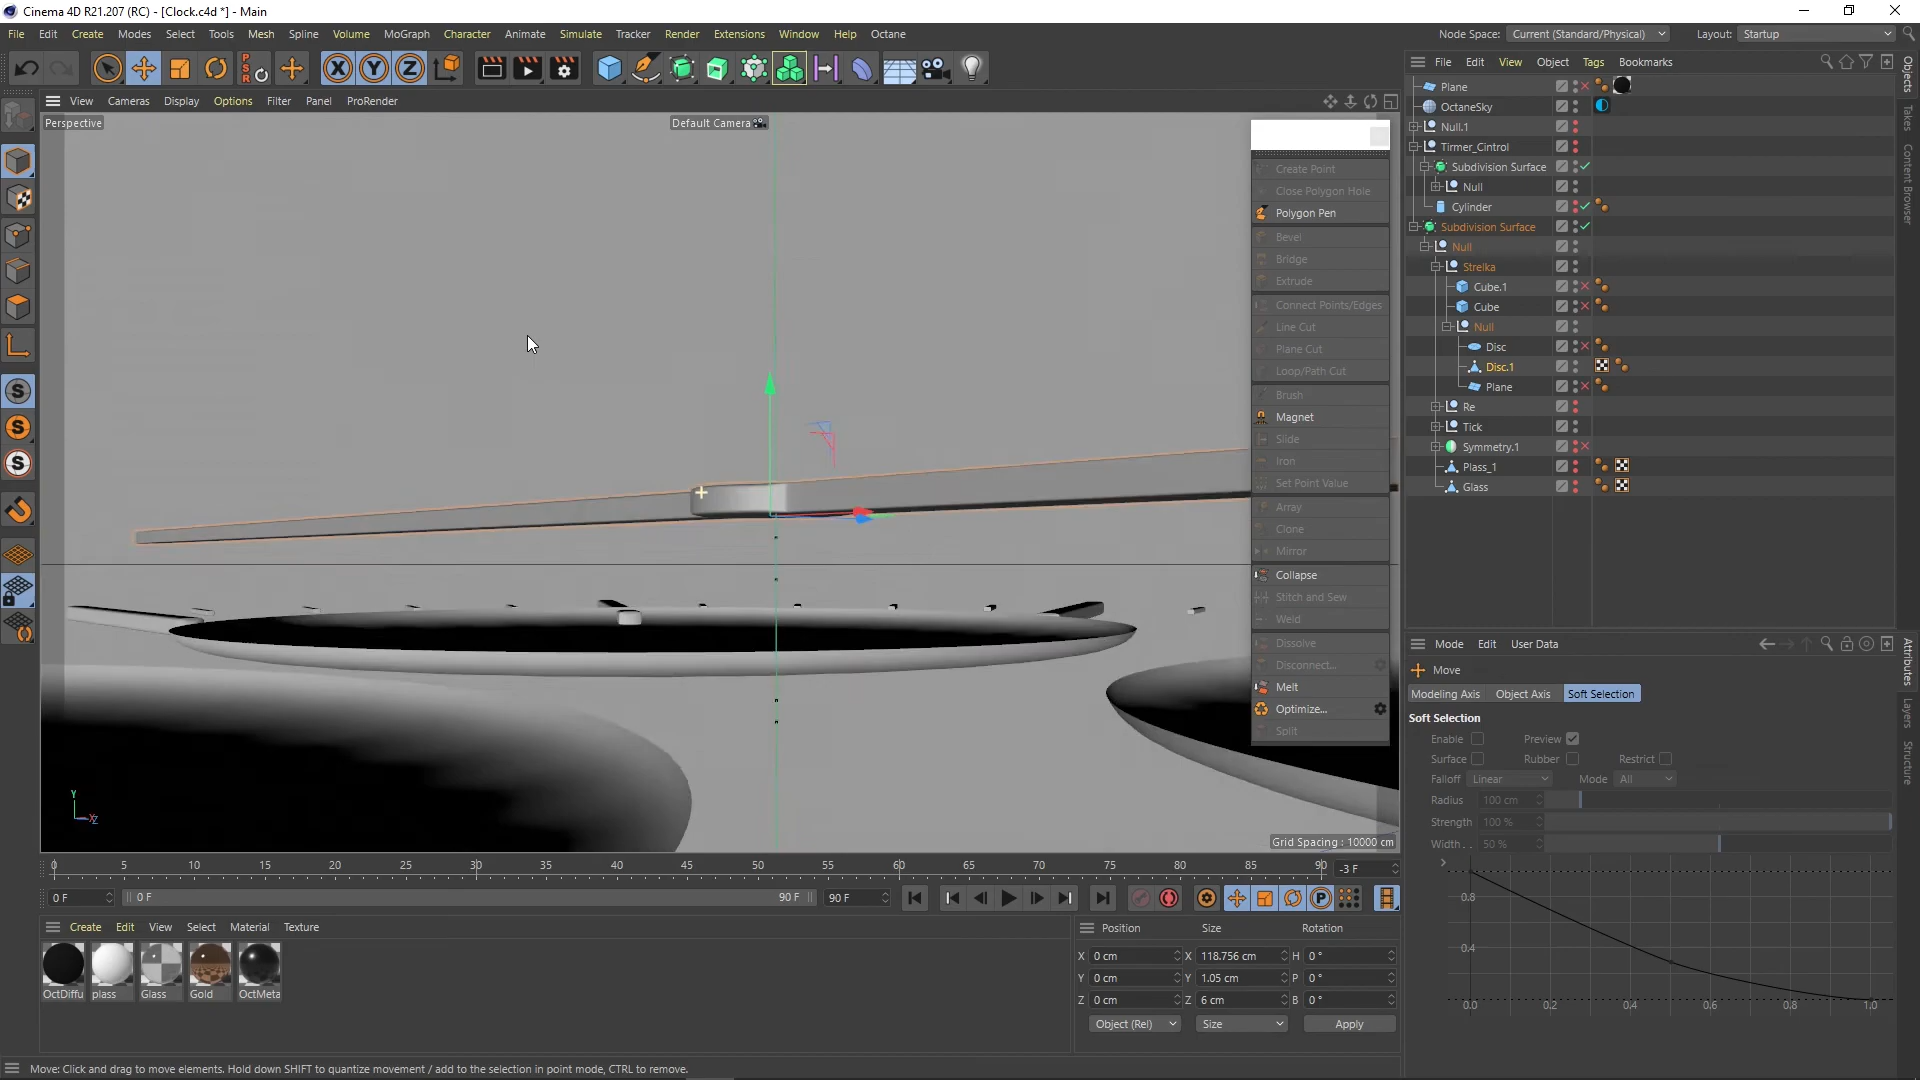 Cinema 4D R21.207 (RC) - [Clock.c4d *] - Main
File Edit Create Modes Select Tools Mesh Spline Volume MoGraph Character Animate Simulate Tracker Render Extensions Window Help Octane
Node Space: Current (Standard/Physical) Layout: Startup
PSR
X Y Z
File Edit View Object Tags Bookmarks
View Cameras Display Options Filter Panel ProRender
Perspective
Default Camera
Plane
OctaneSky
Null.1
Tirmer_Cintrol
Subdivision Surface
Null
Cylinder
Subdivision Surface
Null
Strelka
Cube.1
Cube
Null
Disc
Disc.1
Plane
Re
Tick
Symmetry.1
Plass_1
Glass
Create Point
Close Polygon Hole
Polygon Pen
Bevel
Bridge
Extrude
Connect Points/Edges
Line Cut
Plane Cut
Loop/Path Cut
Brush
Magnet
Slide
Iron
Set Point Value
Array
Clone
Mirror
Collapse
Stitch and Sew
Weld
Dissolve
Disconnect...
Melt
Optimize...
Split
S
S
S
Objects
Takes
Content Browser
Attributes
Layers
Structure
Mode Edit User Data
Move
Modeling Axis Object Axis Soft Selection
Soft Selection
Enable Preview
Surface Rubber Restrict
Falloff Linear Mode All
Radius 100 cm
Strength 100 %
Width . . 50 %
0.8
0.4
0.0 0.2 0.4 0.6 0.8 1.0
Y
Grid Spacing : 10000 cm
0 5 10 15 20 25 30 35 40 45 50 55 60 65 70 75 80 85 90 -3 F
0 F 0 F 90 F 90 F
P
Create Edit View Select Material Texture
OctDiffu plass Glass Gold OctMeta
Position Size Rotation
X 0 cm X 118.756 cm H 0 °
Y 0 cm Y 1.05 cm P 0 °
Z 0 cm Z 6 cm B 0 °
Object (Rel) Size Apply
Move: Click and drag to move elements. Hold down SHIFT to quantize movement / add to the selection in point mode, CTRL to remove.